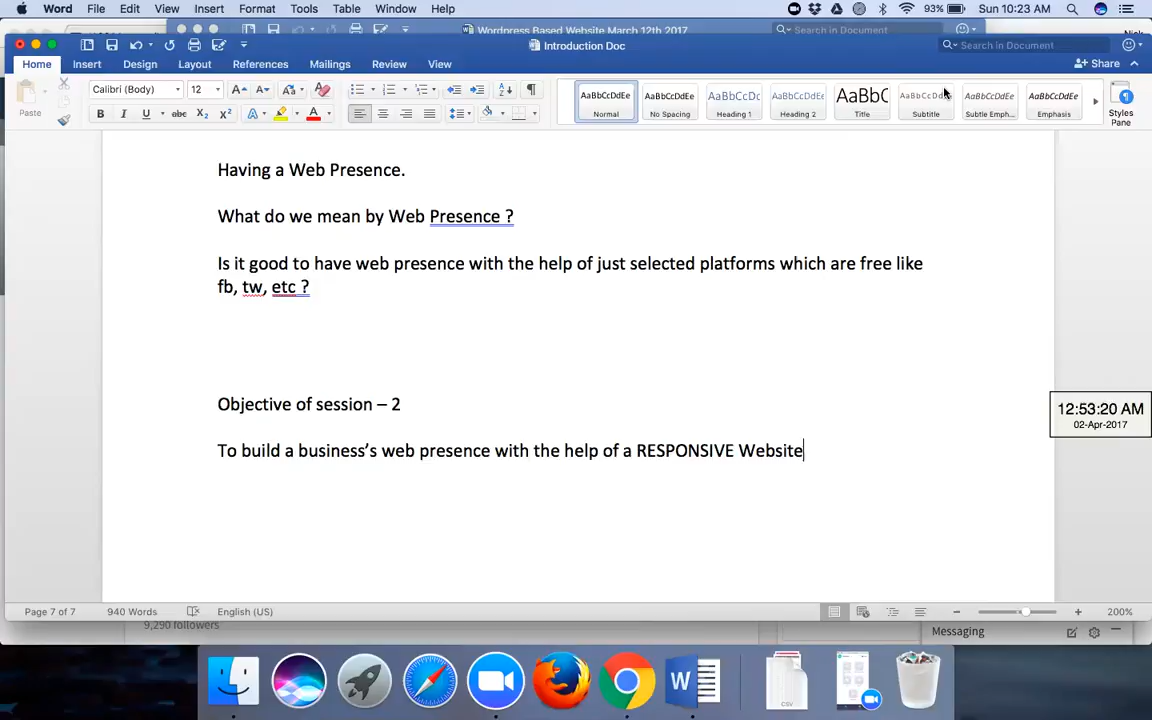 Word File Edit View Insert Format Tools Table Window Help 93% Sun 10:23 AM
Wordpress Based Website March 12th 2017 Search in Document
Introduction Doc Search in Document
Home Insert Design Layout References Mailings Review View Share
Calibri (Body) 12
Paste
AaBbCcDdEe AaBbCcDdEe AaBbCcDc AaBbCcDdEe AaBbC AaBbCcDdEe AaBbCcDdEe AaBbCcDdEe
Normal No Spacing Heading 1 Heading 2 Title Subtitle Subtle Emph... Emphasis Styles Pane
Having a Web Presence.
What do we mean by Web Presence ?
Is it good to have web presence with the help of just selected platforms which are free like
fb, tw, etc ?
Objective of session – 2
12:53:20 AM
02-Apr-2017
To build a business’s web presence with the help of a RESPONSIVE Website
Page 7 of 7 940 Words English (US) 200%
9,290 followers
Messaging
CSV